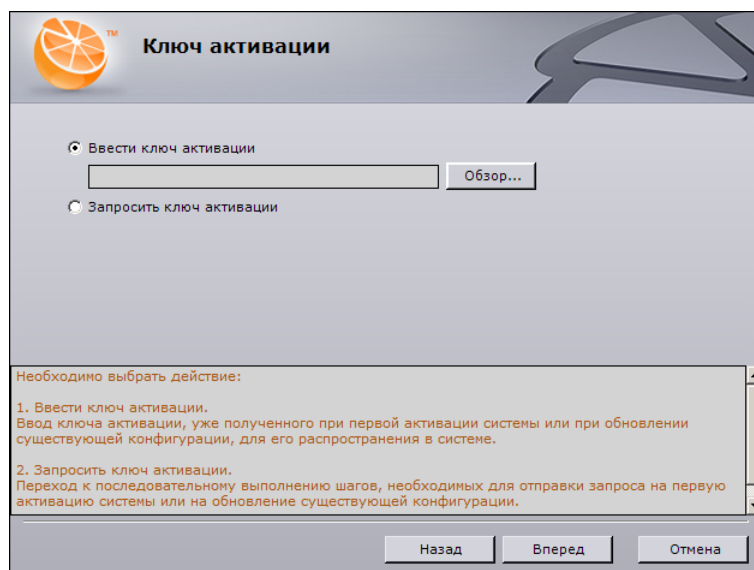 TM
Ключ активации
Ввести ключ активации
Обзор...
Запросить ключ активации
Необходимо выбрать действие:
1. Ввести ключ активации.
Ввод ключа активации, уже полученного при первой активации системы или при обновлении
существующей конфигурации, для его распространения в системе.
2. Запросить ключ активации.
Переход к последовательному выполнению шагов, необходимых для отправки запроса на первую
активацию системы или на обновление существующей конфигурации.
Назад
Вперед
Отмена